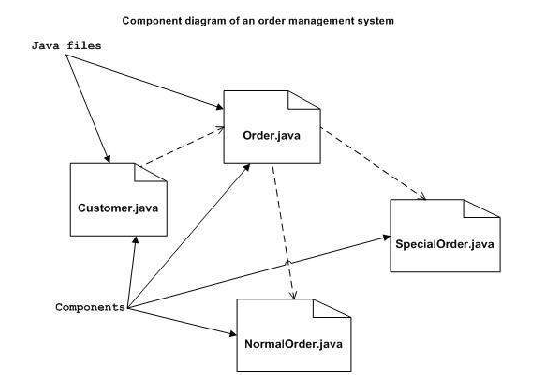 Component diagram of an order management system
Java files
Order.java
Customer.java
SpecialOrder.java
Components
NormalOrder.java